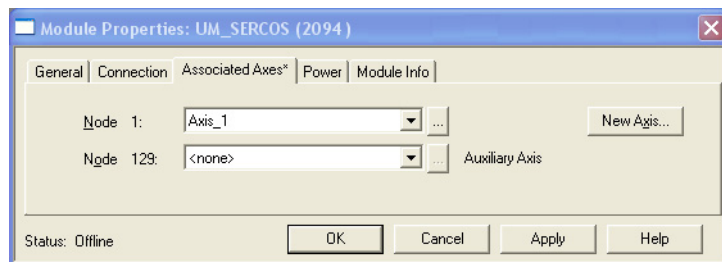 Module Properties: UM_SERCOS (2094)
General Connection Associated Axes* Power Module Info
Node 1: Axis_1 ... New Axis...
Node 129: <none> ... Auxiliary Axis
Status: Offline OK Cancel Apply Help